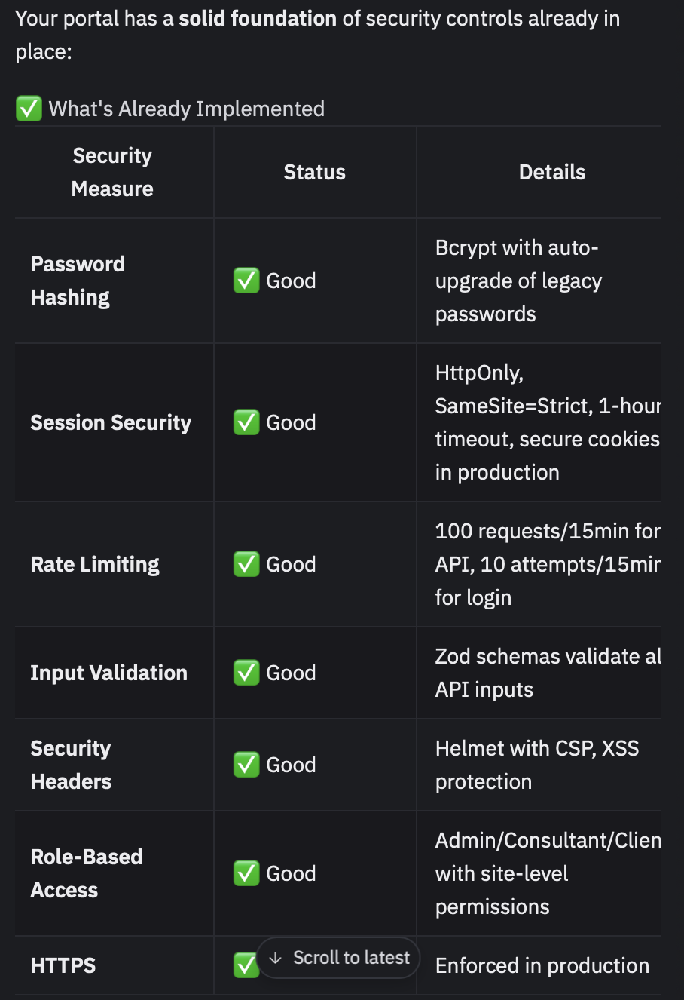 Your portal has a solid foundation of security controls already in
place:
✅ What's Already Implemented
Security
Measure
Status
Details
Password
Hashing
✅ Good
Bcrypt with auto-
upgrade of legacy
passwords
Session Security
✅ Good
HttpOnly,
SameSite=Strict, 1-hour
timeout, secure cookies
in production
Rate Limiting
✅ Good
100 requests/15min for
API, 10 attempts/15min
for login
Input Validation
✅ Good
Zod schemas validate al
API inputs
Security
Headers
✅ Good
Helmet with CSP, XSS
protection
Role-Based
Access
✅ Good
Admin/Consultant/Clien
with site-level
permissions
HTTPS
✅
↓ Scroll to latest
Enforced in production